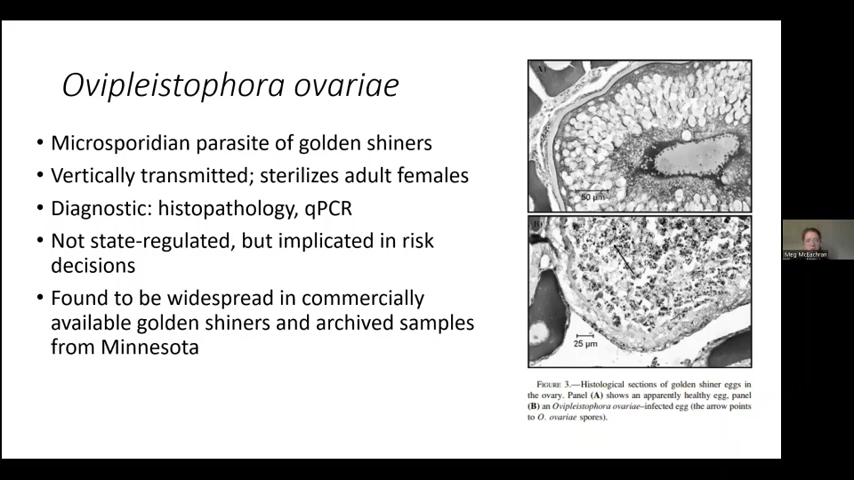 Ovipleistophora ovariae
• Microsporidian parasite of golden shiners
• Vertically transmitted; sterilizes adult females
• Diagnostic: histopathology, qPCR
• Not state-regulated, but implicated in risk
decisions
• Found to be widespread in commercially
available golden shiners and archived samples
from Minnesota
50 µm
25 µm
FIGURE 3.—Histological sections of golden shiner eggs in
the ovary. Panel (A) shows an apparently healthy egg, panel
(B) an Ovipleistophora ovariae–infected egg (the arrow points
to O. ovariae spores).
Meg McEachran